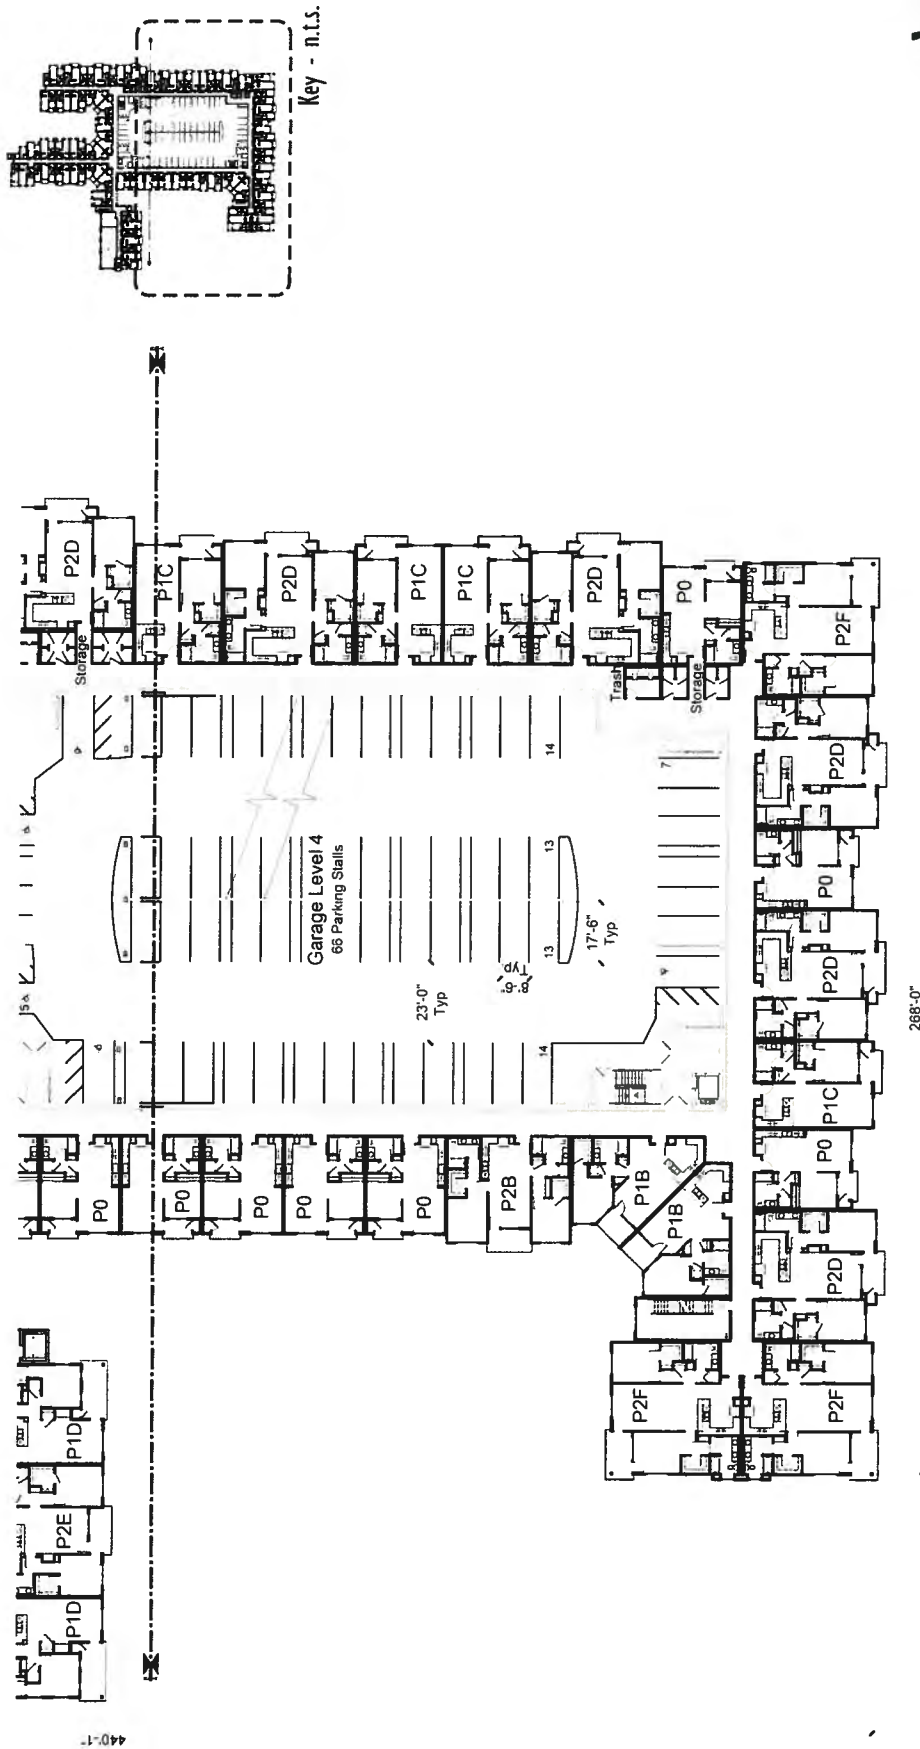 Key - n.t.s.
P2D
Storage
P1C
P2D
P1C
P1C
P2D
P0
Trash
Storage
P2F
14
7
Garage Level 4
66 Parking Stalls
13
13
17'-6"
Typ
8'-6"
Typ
23'-0"
Typ
5
14
P2D
P0
P2D
P1C
P0
P2D
P2F
P2F
P0
P0
P0
P0
P2B
P1B
P1B
P1D
P2E
P1D
268'-0"
440'-1"